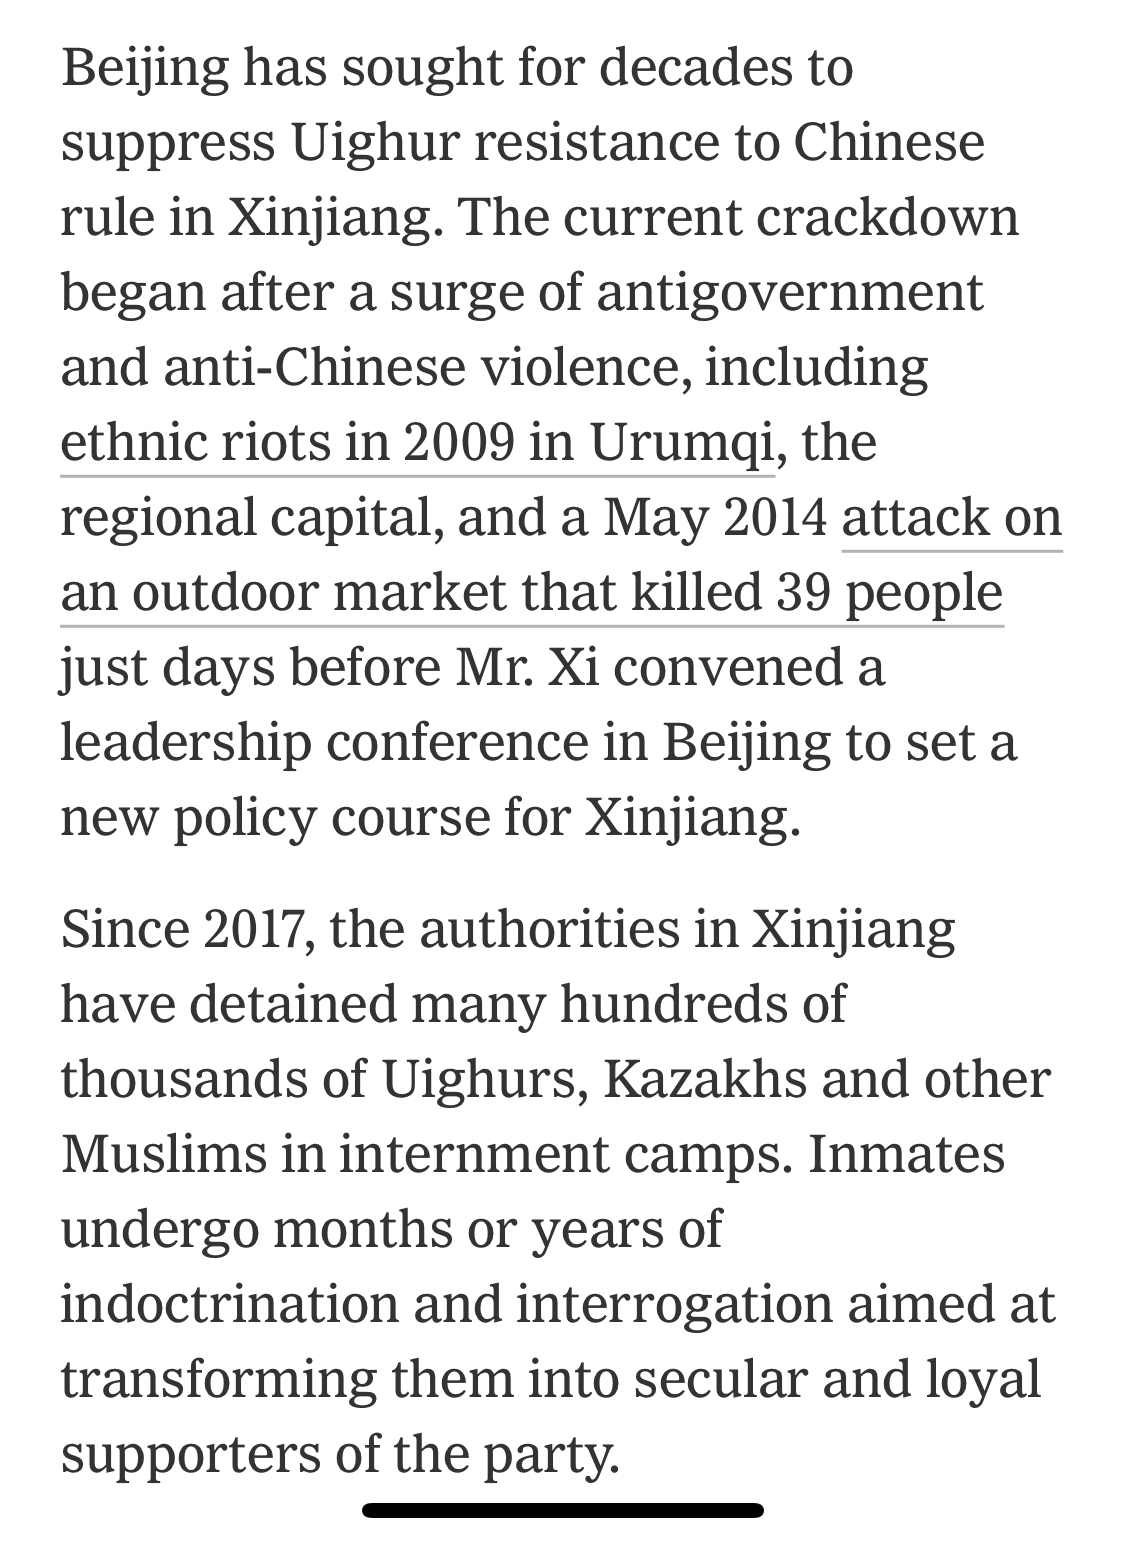 Beijing has sought for decades to
suppress Uighur resistance to Chinese
rule in Xinjiang. The current crackdown
began after a surge of antigovernment
and anti-Chinese violence, including
ethnic riots in 2009 in Urumqi, the
regional capital, and a May 2014 attack on
an outdoor market that killed 39 people
just days before Mr. Xi convened a
leadership conference in Beijing to set a
new policy course for Xinjiang.
Since 2017, the authorities in Xinjiang
have detained many hundreds of
thousands of Uighurs, Kazakhs and other
Muslims in internment camps. Inmates
undergo months or years of
indoctrination and interrogation aimed at
transforming them into secular and loyal
supporters of the party.